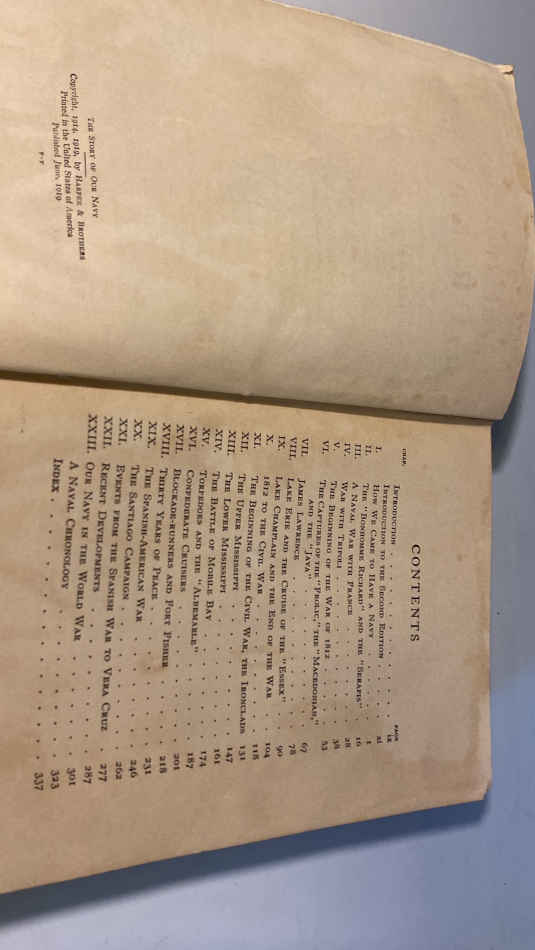 THE STORY OF OUR NAVY
Copyright, 1914, 1919, by HARPER & BROTHERS
Printed in the United States of America
Published June, 1919
F-T
CONTENTS
CHAP. PAGE
INTRODUCTION . . . . . ix
INTRODUCTION TO THE SECOND EDITION . . . . xi
I. HOW WE CAME TO HAVE A NAVY . . . . 1
II. THE "BONHOMME RICHARD" AND THE "SERAPIS" . . 16
III. A NAVAL WAR WITH FRANCE . . . . 28
IV. WAR WITH TRIPOLI . . . . . 38
V. THE BEGINNING OF THE WAR OF 1812 . . . . 53
VI. THE CAPTURES OF THE "FROLIC," THE "MACEDONIAN,"
AND THE "JAVA" . . . . . 67
VII. JAMES LAWRENCE . . . . . 78
VIII. LAKE ERIE AND THE CRUISE OF THE "ESSEX" . . . 90
IX. LAKE CHAMPLAIN AND THE END OF THE WAR . . 104
X. 1812 TO THE CIVIL WAR . . . . . 118
XI. THE BEGINNING OF THE CIVIL WAR, THE IRONCLADS 131
XII. THE UPPER MISSISSIPPI . . . . . 147
XIII. THE LOWER MISSISSIPPI . . . . . 161
XIV. THE BATTLE OF MOBILE BAY . . . . . 174
XV. TORPEDOES AND THE "ALBEMARLE" . . . . 187
XVI. CONFEDERATE CRUISERS . . . . . 201
XVII. BLOCKADE-RUNNERS AND FORT FISHER . . . . 218
XVIII. THIRTY YEARS OF PEACE . . . . . 231
XIX. THE SPANISH-AMERICAN WAR . . . . . 246
XX. THE SANTIAGO CAMPAIGN . . . . . 262
XXI. EVENTS FROM THE SPANISH WAR TO VERA CRUZ . . 277
XXII. RECENT DEVELOPMENTS . . . . . 287
XXIII. OUR NAVY IN THE WORLD WAR . . . . . 301
A NAVAL CHRONOLOGY . . . . . 323
INDEX . . . . . 337